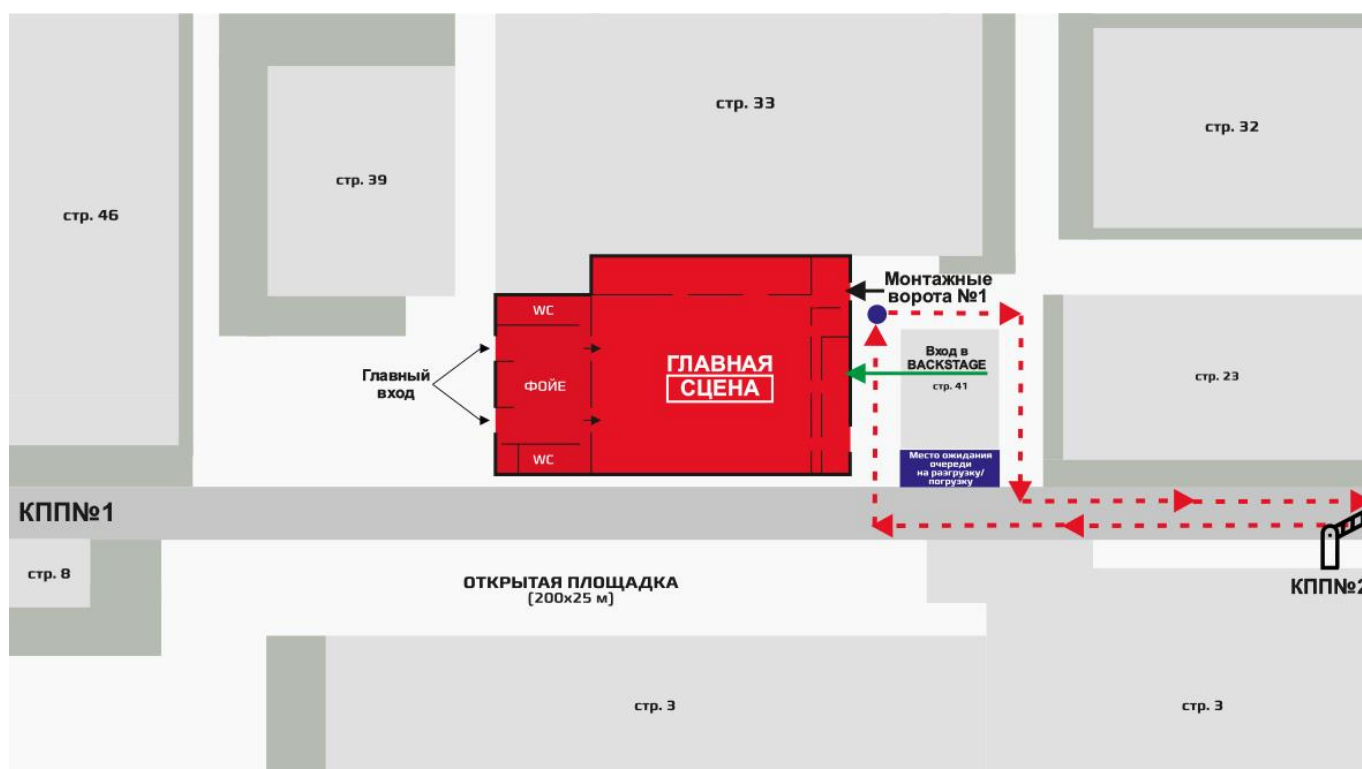 стр. 33
стр. 32
стр. 39
стр. 46
Монтажные
ворота №1
WC
Главный
вход
ФОЙЕ
ГЛАВНАЯ
СЦЕНА
Вход в
BACKSTAGE
стр. 41
стр. 23
WC
Место ожидания
очереди
на разгрузку/
погрузку
КПП№1
стр. 8
ОТКРЫТАЯ ПЛОЩАДКА
(200x25 м)
КПП№2
стр. 3
стр. 3